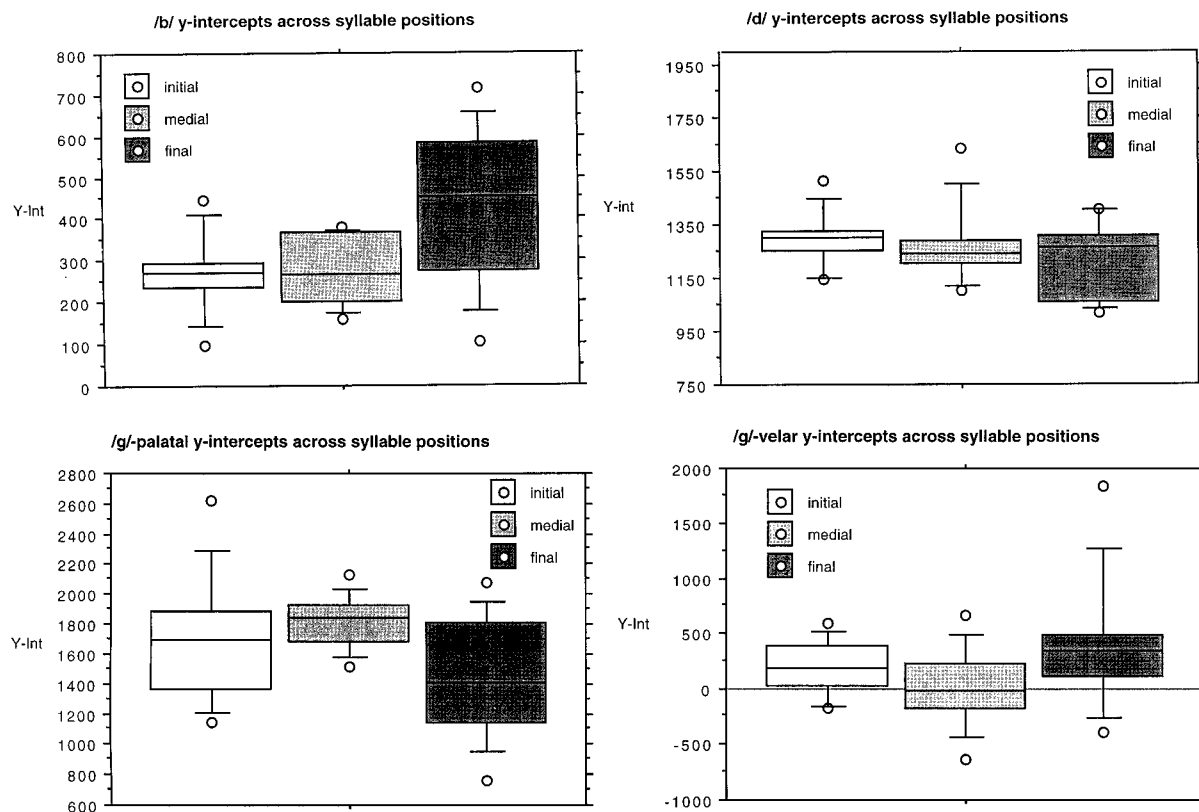 /b/ y-intercepts across syllable positions
800
700
600
500
400
300
200
100
0
Y-Int
initial
medial
final
/d/ y-intercepts across syllable positions
1950
1750
1550
1350
1150
950
750
Y-int
initial
medial
final
/g/-palatal y-intercepts across syllable positions
2800
2600
2400
2200
2000
1800
1600
1400
1200
1000
800
600
Y-Int
initial
medial
final
/g/-velar y-intercepts across syllable positions
2000
1500
1000
500
0
-500
-1000
Y-Int
initial
medial
final